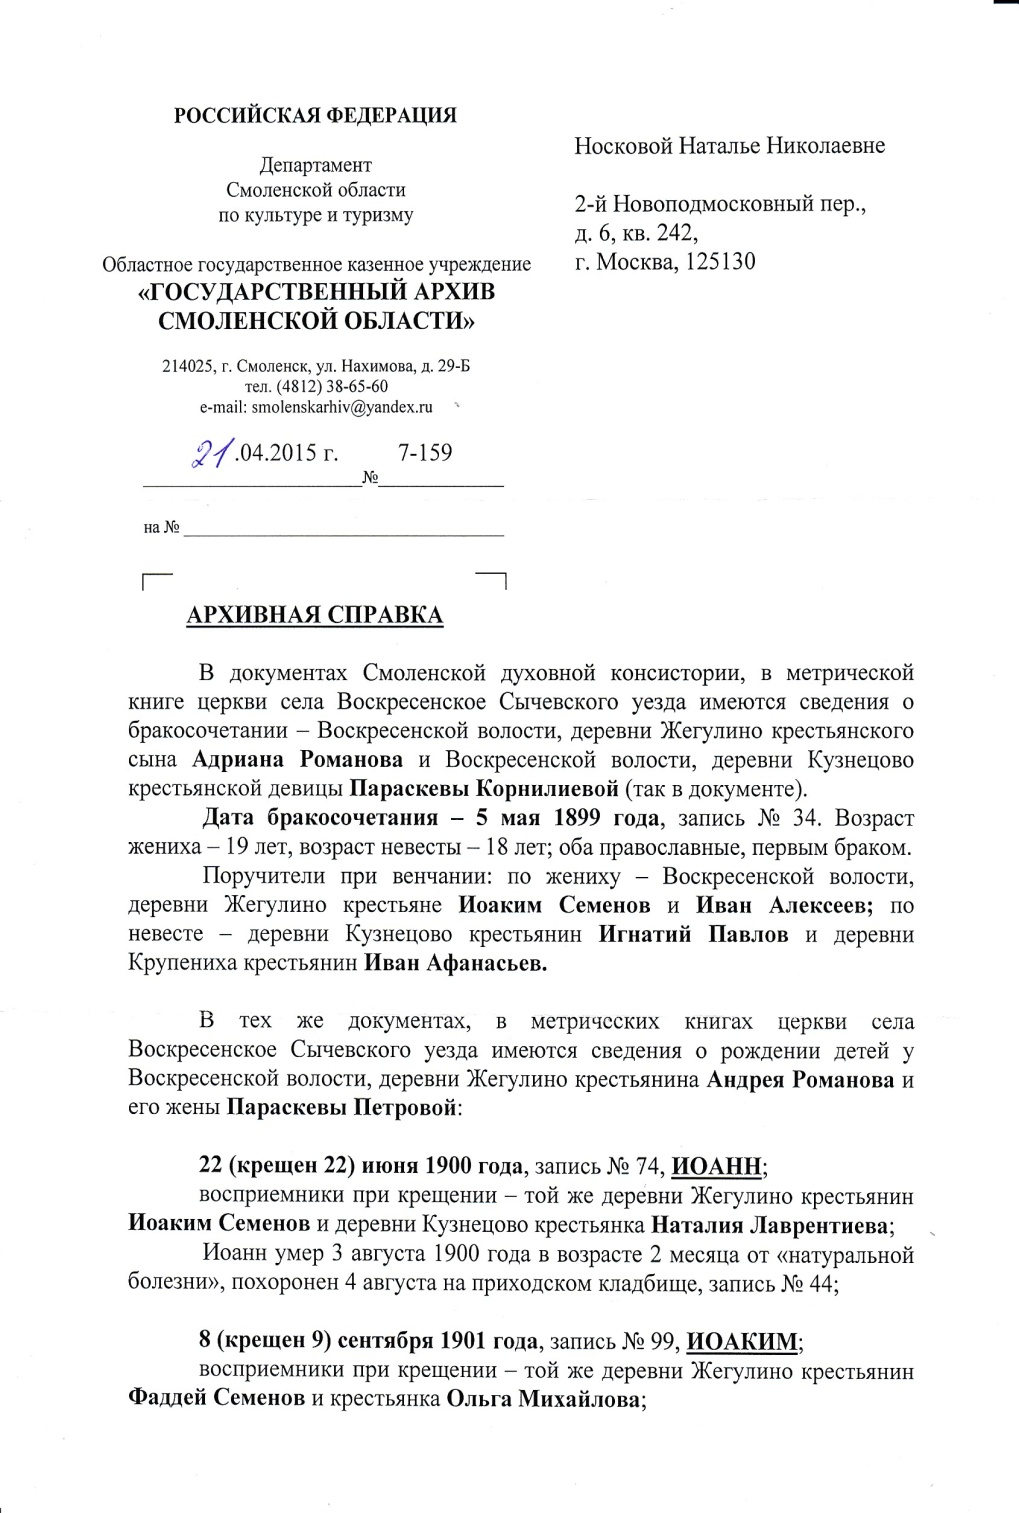 РОССИЙСКАЯ ФЕДЕРАЦИЯ
Департамент
Смоленской области
по культуре и туризму
Областное государственное казенное учреждение
«ГОСУДАРСТВЕННЫЙ АРХИВ
СМОЛЕНСКОЙ ОБЛАСТИ»
214025, г. Смоленск, ул. Нахимова, д. 29-Б
тел. (4812) 38-65-60
e-mail: smolenskarhiv@yandex.ru
21.04.2015 г. 7-159
№
на №
Носковой Наталье Николаевне
2-й Новоподмосковный пер.,
д. 6, кв. 242,
г. Москва, 125130
АРХИВНАЯ СПРАВКА
В документах Смоленской духовной консистории, в метрической
книге церкви села Воскресенское Сычевского уезда имеются сведения о
бракосочетании – Воскресенской волости, деревни Жегулино крестьянского
сына Адриана Романова и Воскресенской волости, деревни Кузнецово
крестьянской девицы Параскевы Корнилиевой (так в документе).
Дата бракосочетания – 5 мая 1899 года, запись № 34. Возраст
жениха – 19 лет, возраст невесты – 18 лет; оба православные, первым браком.
Поручители при венчании: по жениху – Воскресенской волости,
деревни Жегулино крестьяне Иоаким Семенов и Иван Алексеев; по
невесте – деревни Кузнецово крестьянин Игнатий Павлов и деревни
Крупениха крестьянин Иван Афанасьев.
В тех же документах, в метрических книгах церкви села
Воскресенское Сычевского уезда имеются сведения о рождении детей у
Воскресенской волости, деревни Жегулино крестьянина Андрея Романова и
его жены Параскевы Петровой:
22 (крещен 22) июня 1900 года, запись № 74, ИОАНН;
восприемники при крещении – той же деревни Жегулино крестьянин
Иоаким Семенов и деревни Кузнецово крестьянка Наталия Лаврентиева;
Иоанн умер 3 августа 1900 года в возрасте 2 месяца от «натуральной
болезни», похоронен 4 августа на приходском кладбище, запись № 44;
8 (крещен 9) сентября 1901 года, запись № 99, ИОАКИМ;
восприемники при крещении – той же деревни Жегулино крестьянин
Фаддей Семенов и крестьянка Ольга Михайлова;